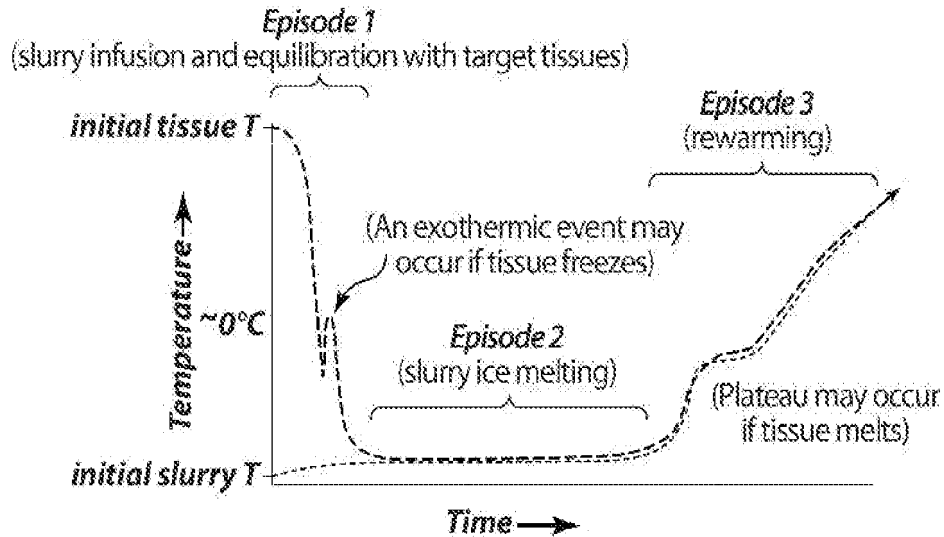 Episode 1
(slurry infusion and equilibration with target tissues)
Episode 3
(rewarming)
initial tissue T
(An exothermic event may
occur if tissue freezes)
Temperature
~0°C
Episode 2
(slurry ice melting)
(Plateau may occur
if tissue melts)
initial slurry T
Time